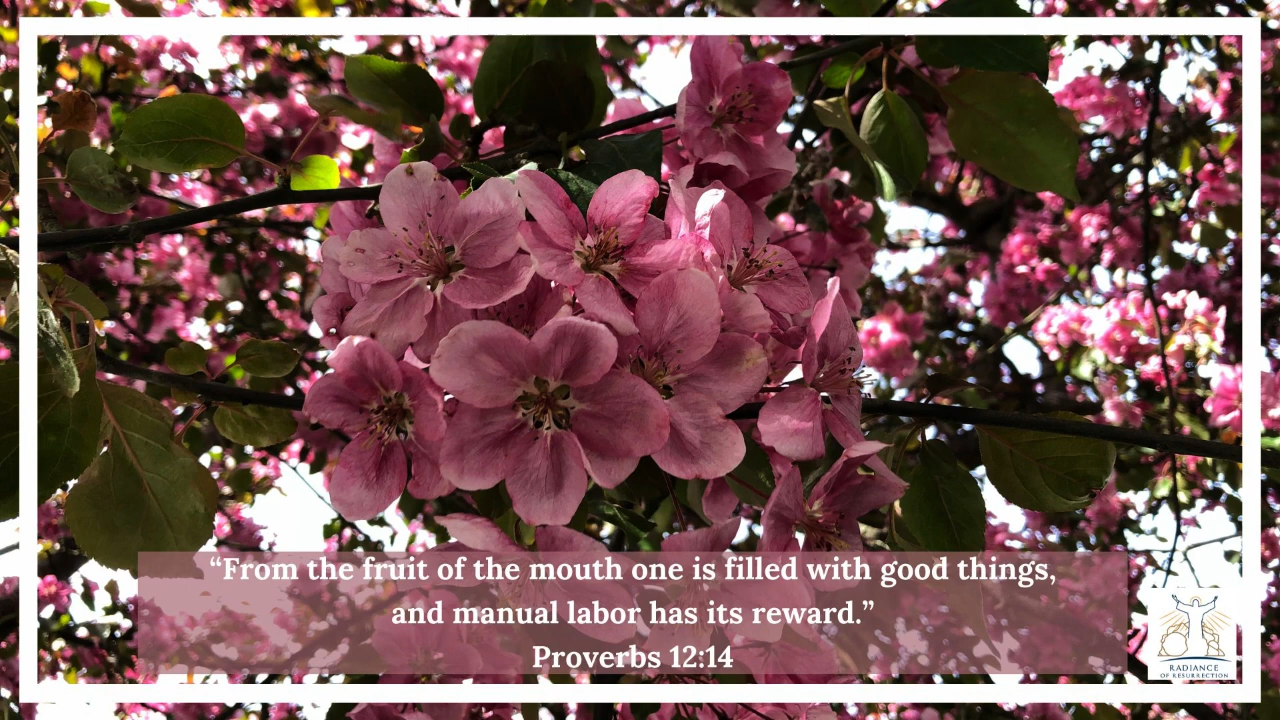 “From the fruit of the mouth one is filled with good things,
and manual labor has its reward.”
Proverbs 12:14
RADIANCE
OF RESURRECTION